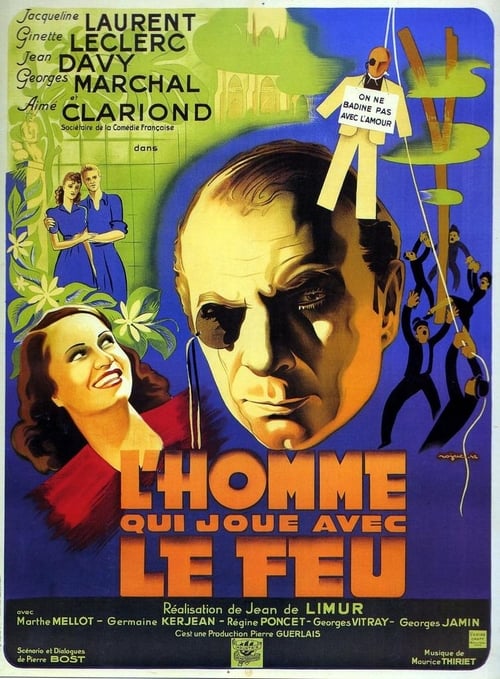 Jacqueline LAURENT
Ginette LECLERC
Jean DAVY
Georges MARCHAL
et
Aimé CLARIOND
Sociétaire de la Comédie Française
dans
ON NE
BADINE PAS
AVEC L'AMOUR
L'HOMME
QUI JOUE AVEC
LE FEU
Réalisation de Jean de LIMUR
avec
Marthe MELLOT - Germaine KERJEAN - Régine PONCET - Georges VITRAY - Georges JAMIN
C'est une Production Pierre GUERLAIS
Scénario et Dialogues
de Pierre BOST
Musique de
Maurice THIRIET